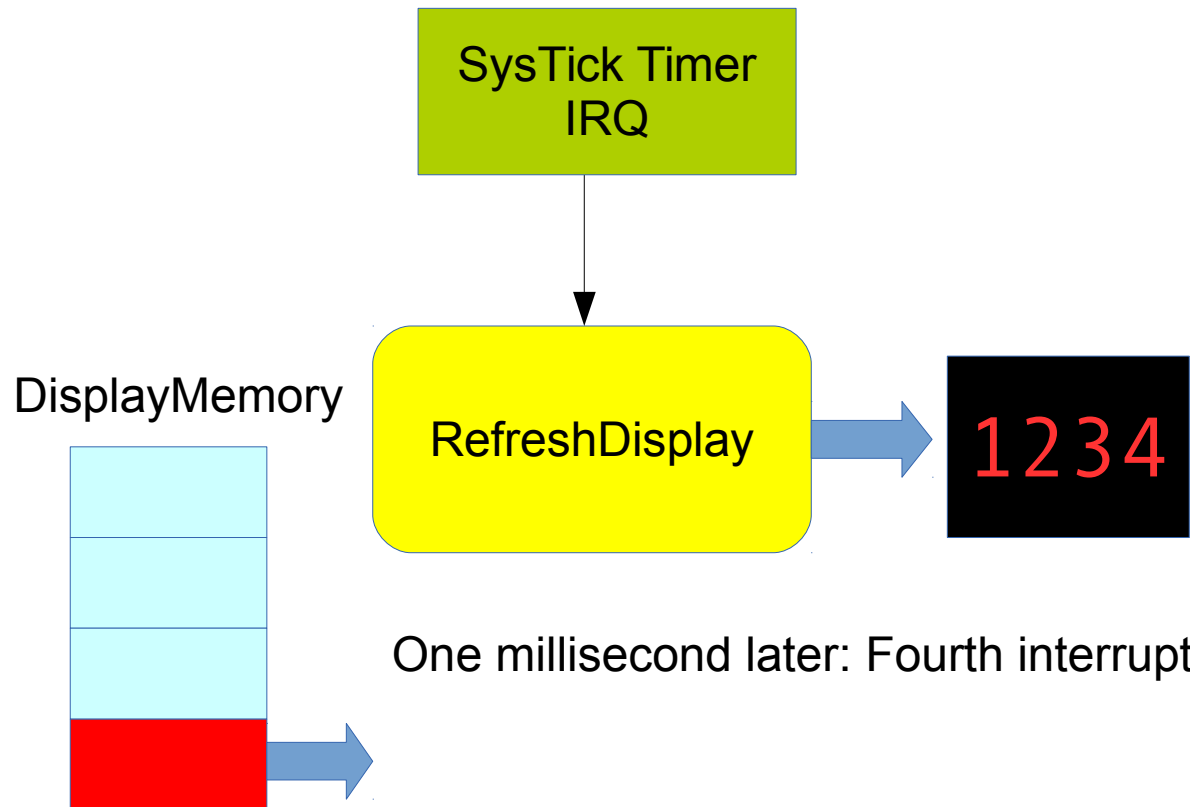 SysTick Timer
IRQ
DisplayMemory
RefreshDisplay
1234
One millisecond later: Fourth interrupt